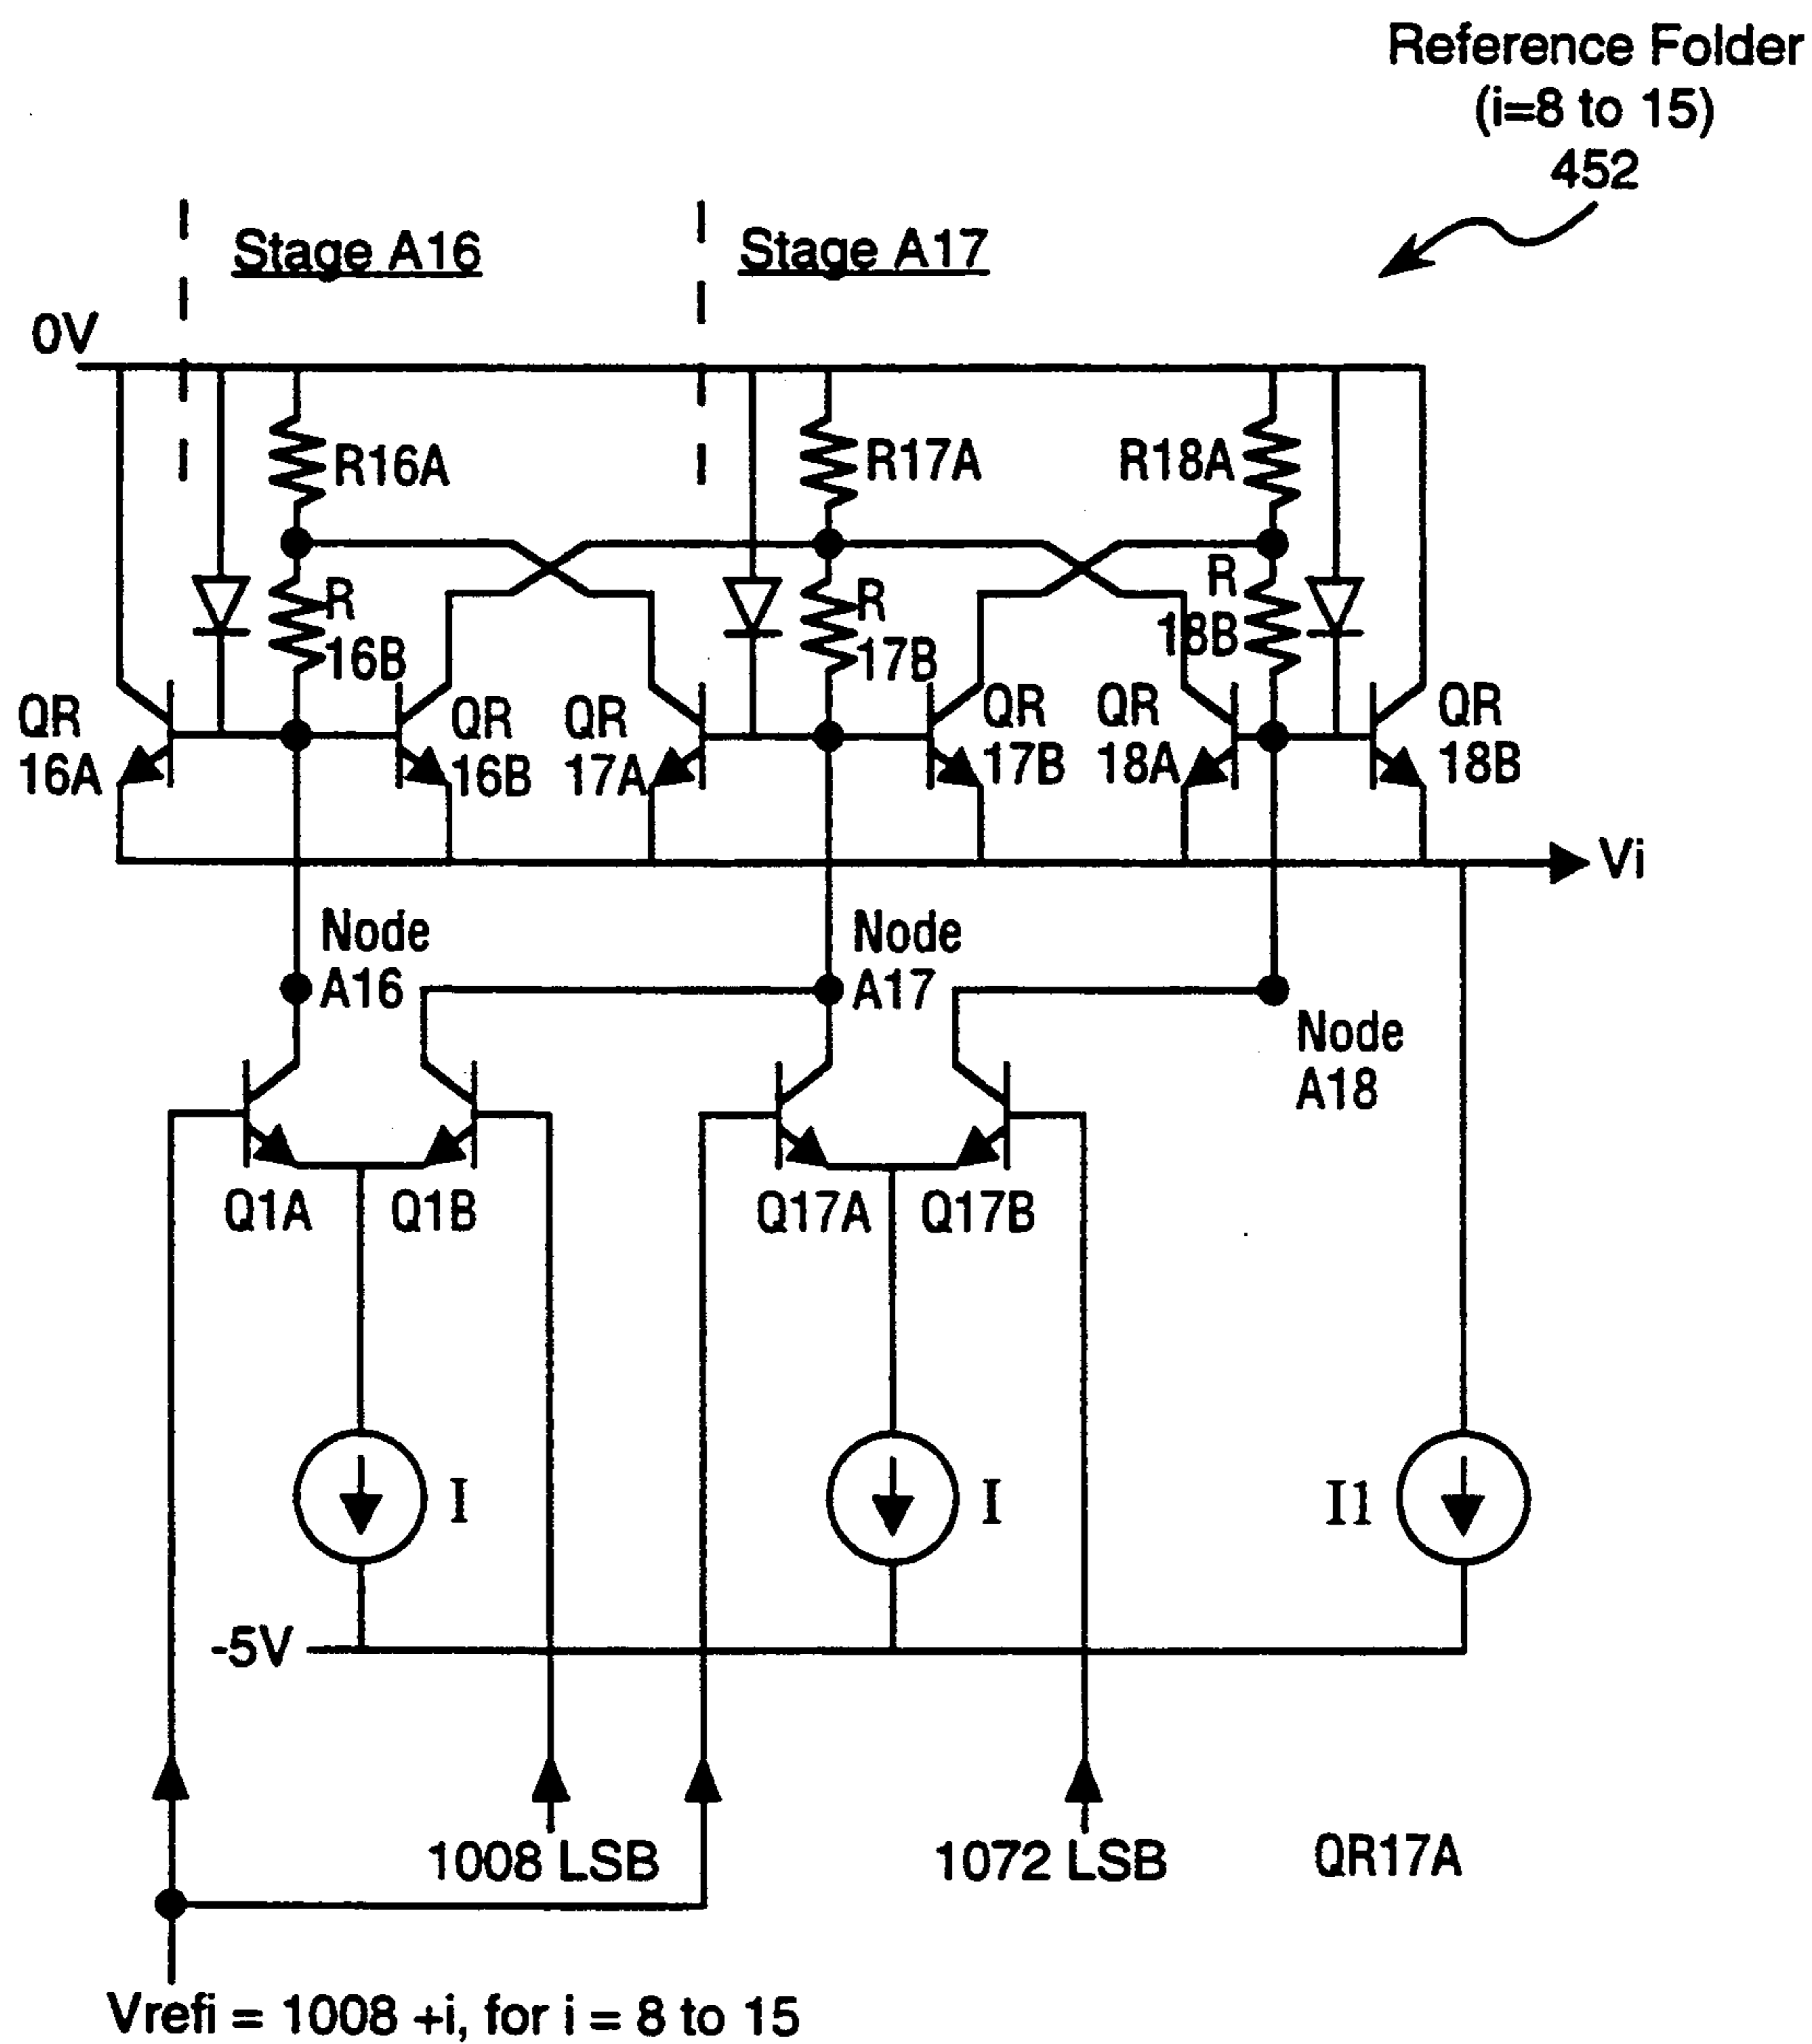 Reference Folder
(i=8 to 15)
452
Stage A16
Stage A17
0V
R16A
R17A
R18A
R
16B
R
17B
R
18B
QR
16A
QR
16B
QR
17A
QR
17B
QR
18A
QR
18B
Vi
Node
A16
Node
A17
Node
A18
Q1A
Q1B
Q17A
Q17B
I
I
I1
-5V
1008 LSB
1072 LSB
QR17A
Vrefi = 1008 +i, for i = 8 to 15